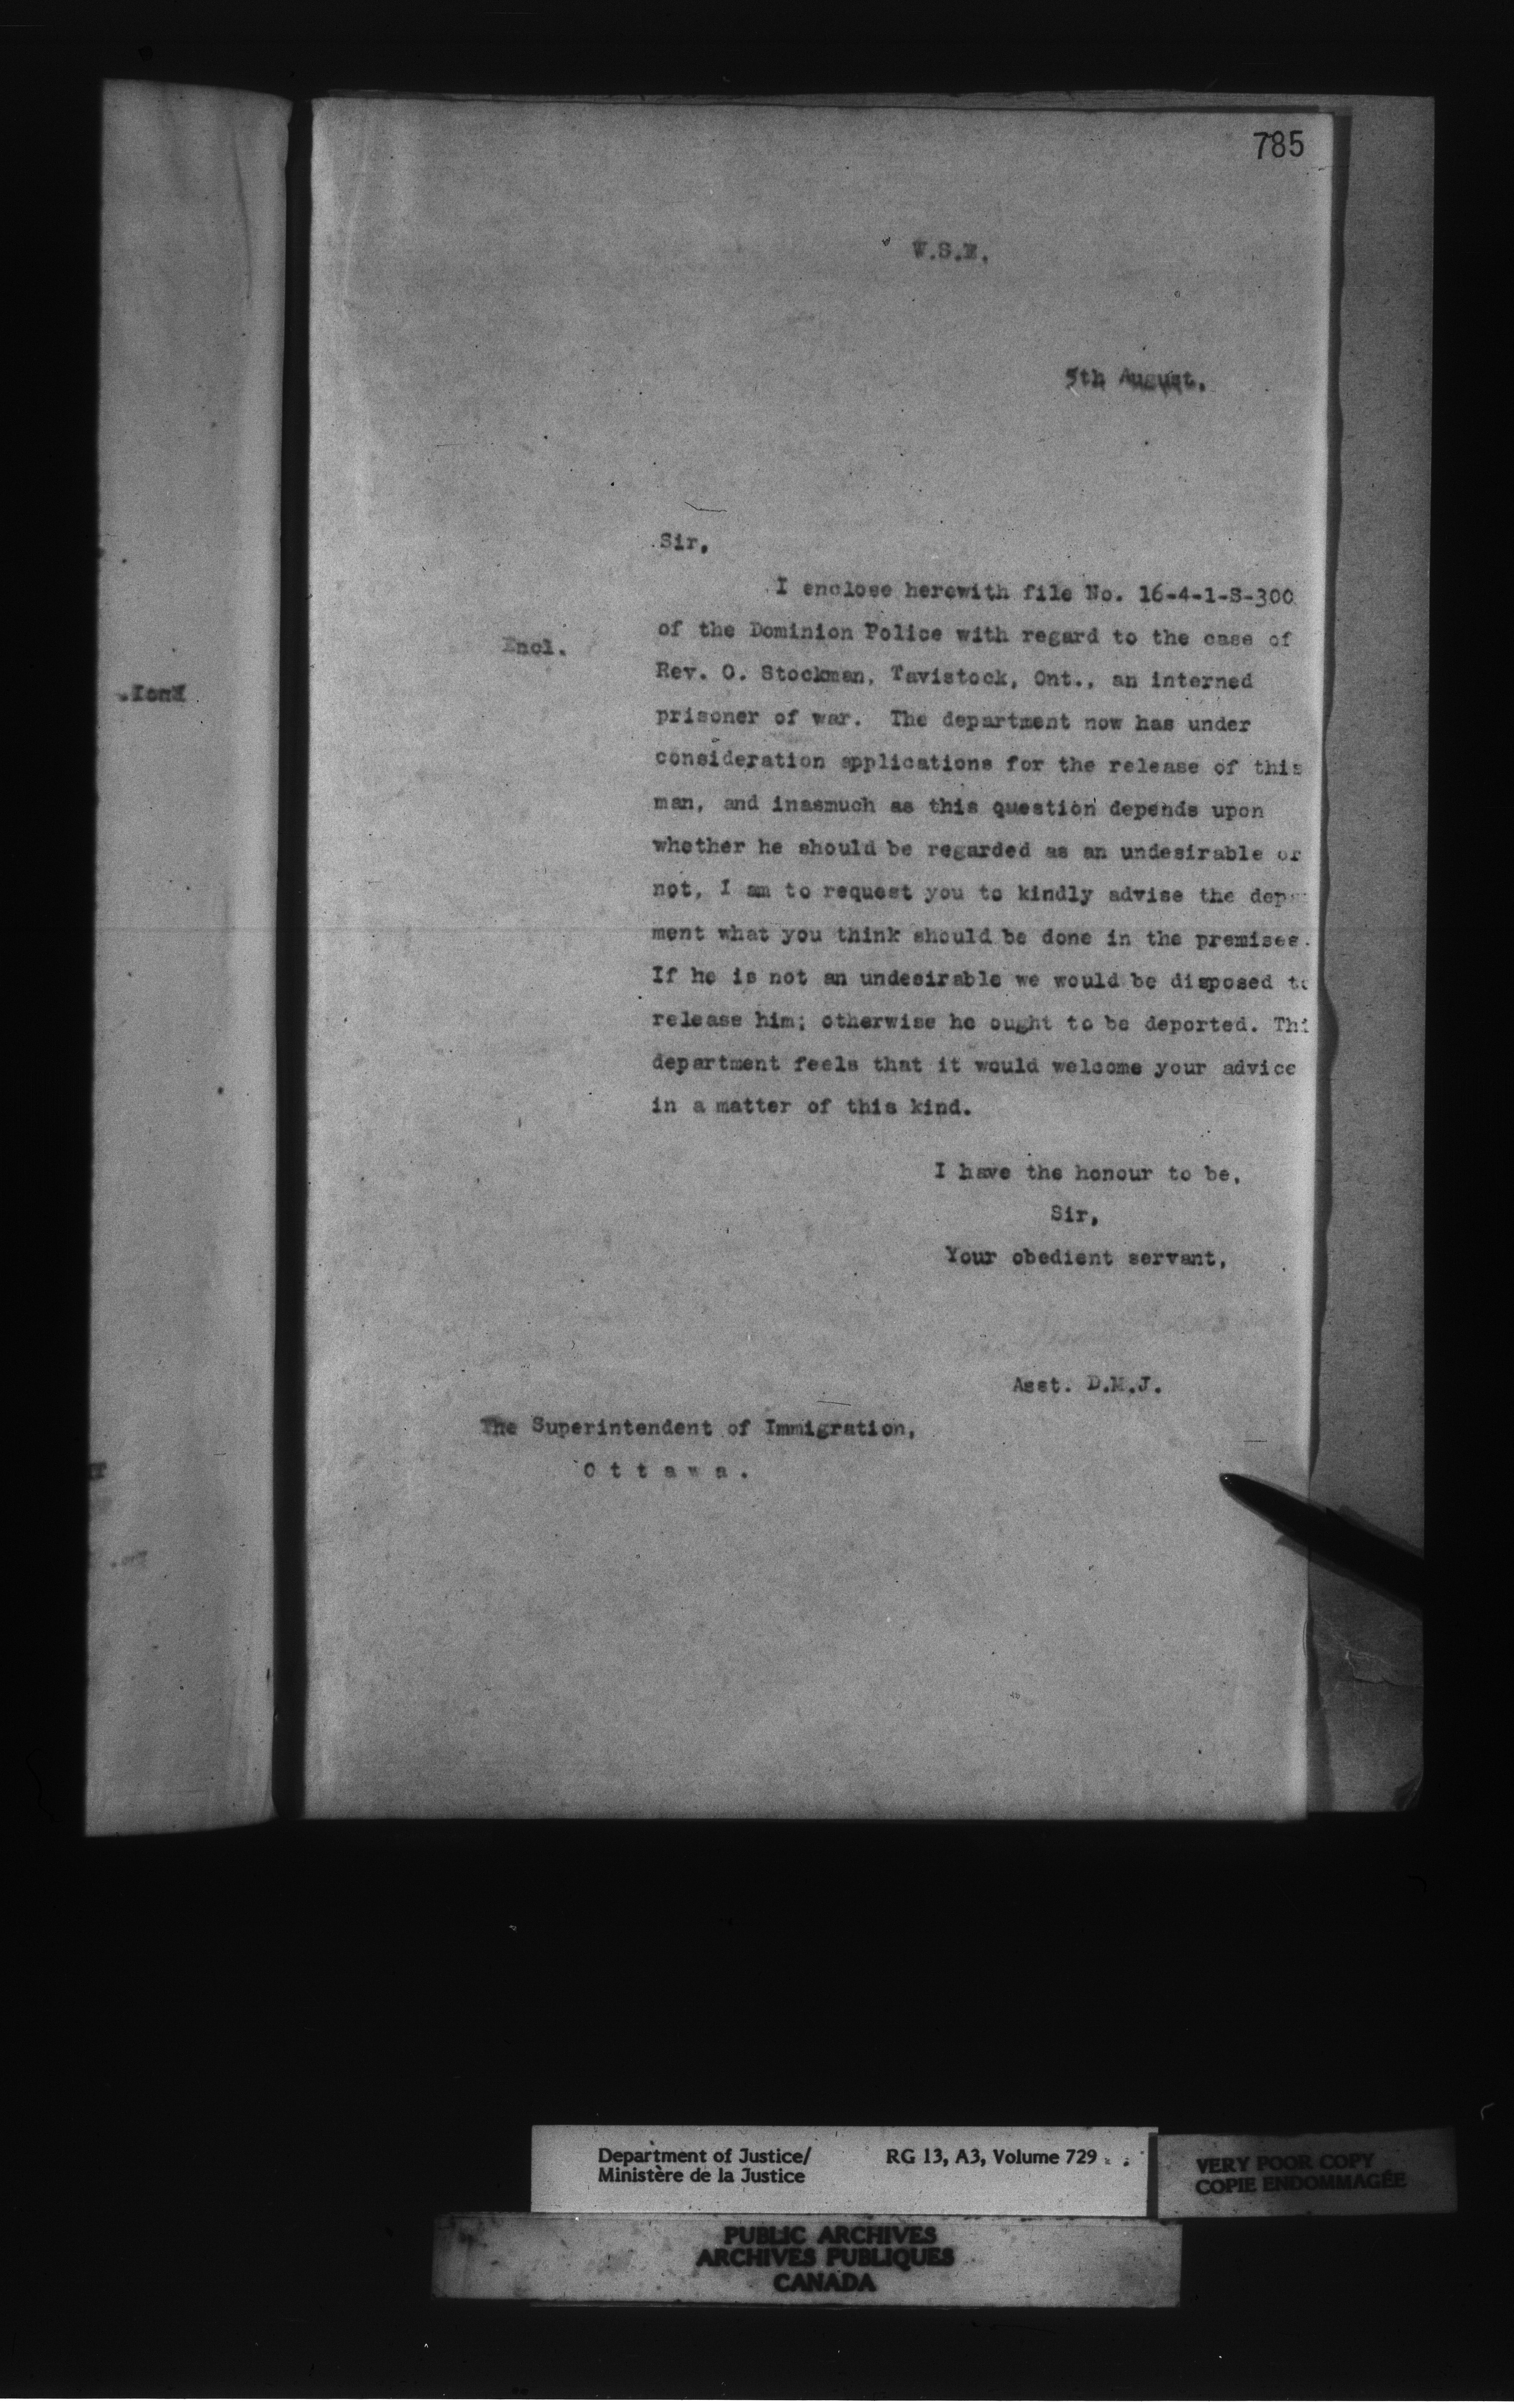 785
W.S.E.
5th August.
Sir,
I enclose herewith file No. 16-4-1-S-300
of the Dominion Police with regard to the case of
Encl.
Rev. O. Stockman, Tavistock, Ont., an interned
prisoner of war. The department now has under
consideration applications for the release of this
man, and inasmuch as this question depends upon
whether he should be regarded as an undesirable or
not, I am to request you to kindly advise the depa
ment what you think should be done in the premises.
If he is not an undesirable we would be disposed to
release him; otherwise he ought to be deported. Thi
department feels that it would welcome your advice
in a matter of this kind.
I have the honour to be,
Sir,
Your obedient servant,
Asst. D.M.J.
The Superintendent of Immigration,
Ottawa.
Department of Justice/
Ministère de la Justice
RG 13, A3, Volume 729
VERY POOR COPY
COPIE ENDOMMAGÉE
PUBLIC ARCHIVES
ARCHIVES PUBLIQUES
CANADA